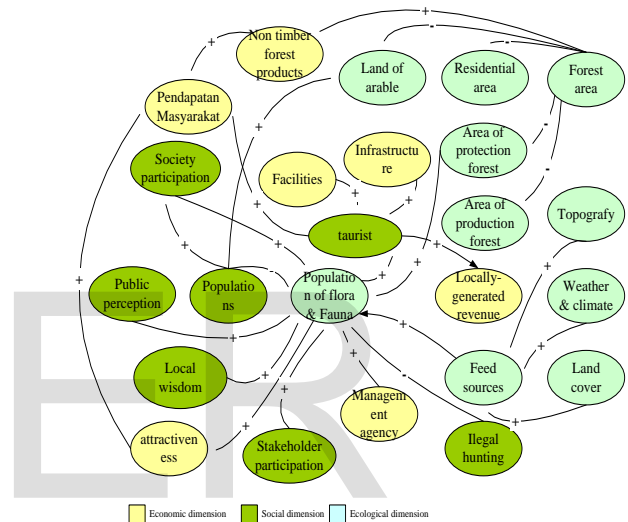 Non timber
forest
products
Land of
arable
Residential
area
Forest
area
Pendapatan
Masyarakat
Society
participation
Facilities
Infrastructu
re
Area of
protection
forest
Area of
production
forest
Topografy
taurist
Public
perception
Populatio
ns
Populatio
n of flora
& Fauna
Locally-
generated
revenue
Weather
& climate
Local
wisdom
Managem
ent
agency
Feed
sources
Land
cover
attractiven
ess
Stakeholder
participation
Ilegal
hunting
ER
Economic dimension
Social dimension
Ecological dimension